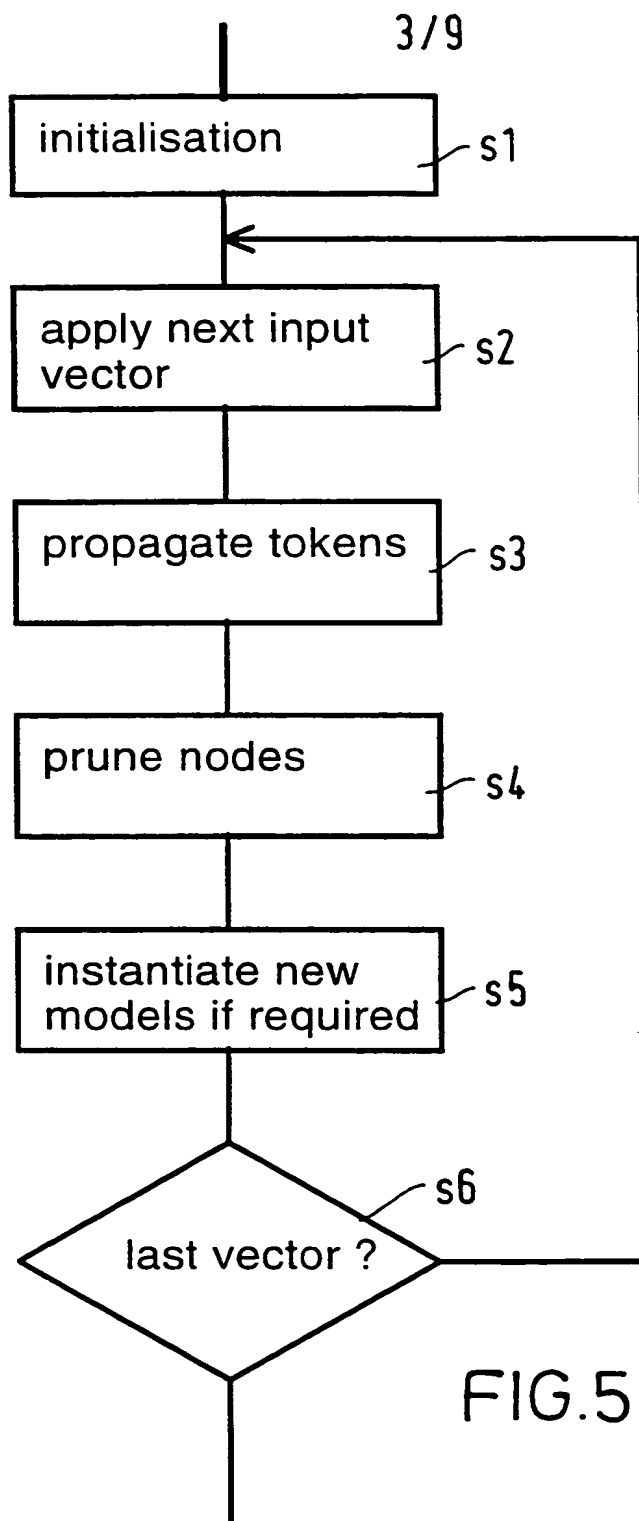 3/9
initialisation
s1
apply next input
vector
s2
propagate tokens
s3
prune nodes
s4
instantiate new
models if required
s5
s6
last vector ?
FIG.5